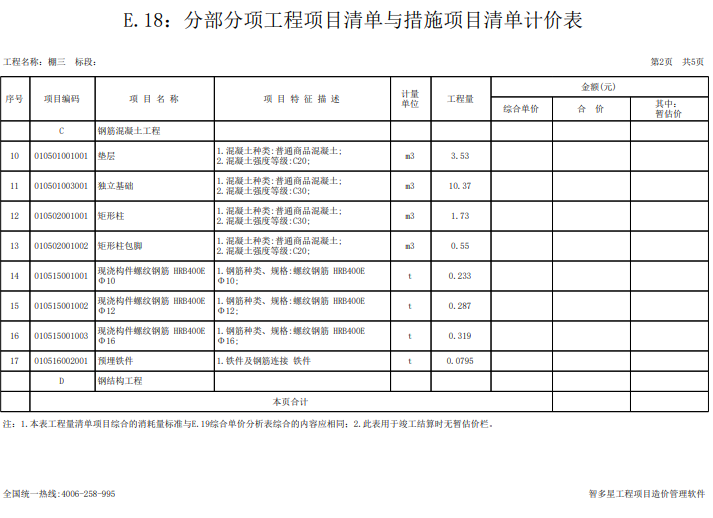 E.18：分部分项工程项目清单与措施项目清单计价表
工程名称：棚三 标段： 第2页 共5页
序号 项目编码 项 目 名 称 项 目 特 征 描 述 计量单位 工程量 金额(元)
综合单价 合 价 其中：暂估价
C 钢筋混凝土工程
10 010501001001 垫层 1.混凝土种类:普通商品混凝土; 2.混凝土强度等级:C20; m3 3.53
11 010501003001 独立基础 1.混凝土种类:普通商品混凝土; 2.混凝土强度等级:C30; m3 10.37
12 010502001001 矩形柱 1.混凝土种类:普通商品混凝土; 2.混凝土强度等级:C30; m3 1.73
13 010502001002 矩形柱包脚 1.混凝土种类:普通商品混凝土; 2.混凝土强度等级:C20; m3 0.55
14 010515001001 现浇构件螺纹钢筋 HRB400E Φ10 1.钢筋种类、规格:螺纹钢筋 HRB400E Φ10; t 0.233
15 010515001002 现浇构件螺纹钢筋 HRB400E Φ12 1.钢筋种类、规格:螺纹钢筋 HRB400E Φ12; t 0.287
16 010515001003 现浇构件螺纹钢筋 HRB400E Φ16 1.钢筋种类、规格:螺纹钢筋 HRB400E Φ16; t 0.319
17 010516002001 预埋铁件 1.铁件及钢筋连接 铁件 t 0.0795
D 钢结构工程
本页合计
注：1.本表工程量清单项目综合的消耗量标准与E.19综合单价分析表综合的内容应相同；2.此表用于竣工结算时无暂估价栏。
全国统一热线:4006-258-995 智多星工程项目造价管理软件